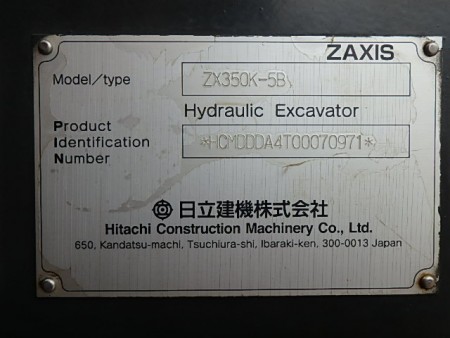 ZAXIS
Model/type ZX350K-5B
Hydraulic Excavator
Product
Identification *HCMDDDA4T00070971*
Number
日立建機株式会社
Hitachi Construction Machinery Co., Ltd.
650, Kandatsu-machi, Tsuchiura-shi, Ibaraki-ken, 300-0013 Japan